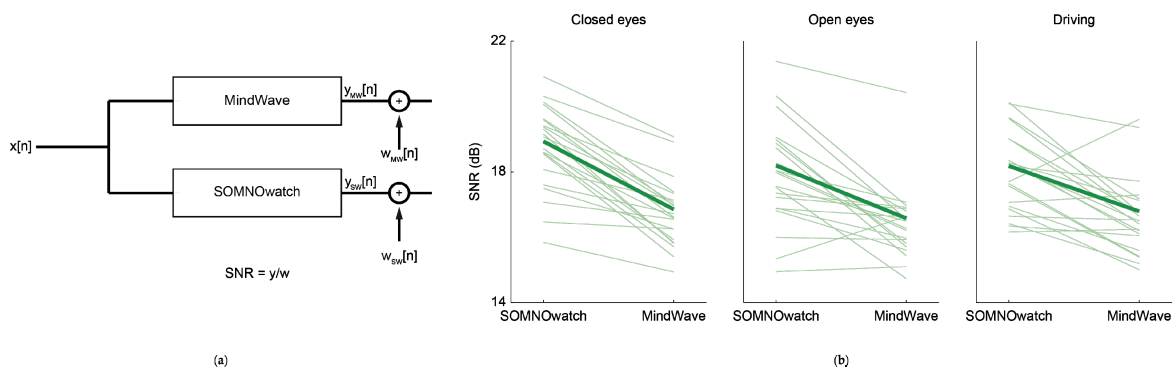 MindWave
y_MW[n]
+
w_MW[n]
x[n]
SOMNOwatch
y_SW[n]
+
w_SW[n]
SNR = y/w
(a)
Closed eyes
Open eyes
Driving
22
18
14
SNR (dB)
SOMNOwatch MindWave
SOMNOwatch MindWave
SOMNOwatch MindWave
(b)